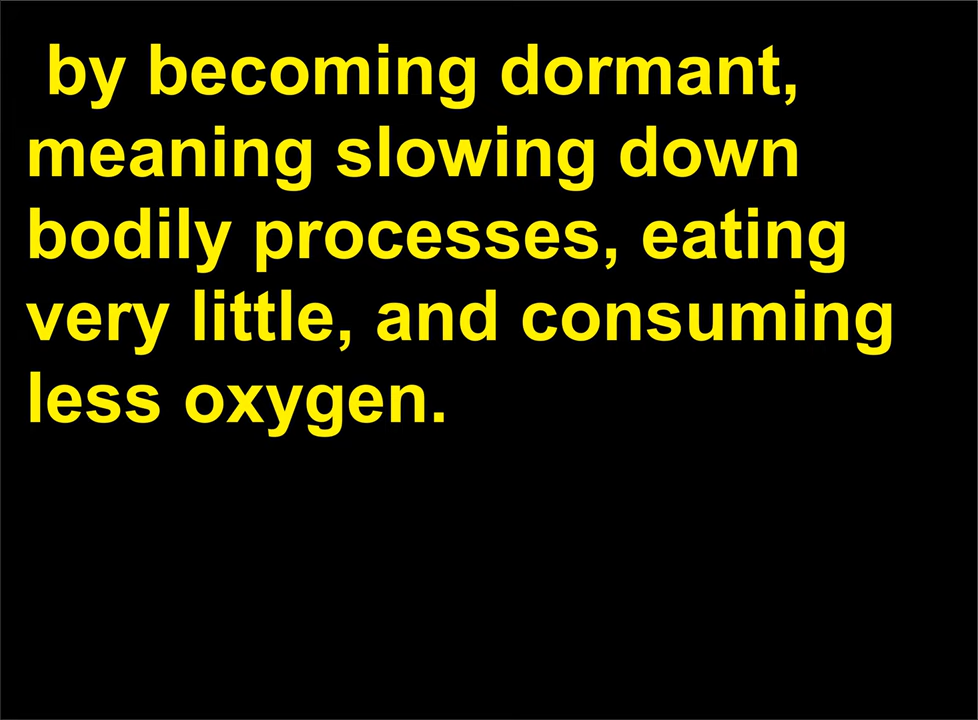 by becoming dormant,
meaning slowing down
bodily processes, eating
very little, and consuming
less oxygen.